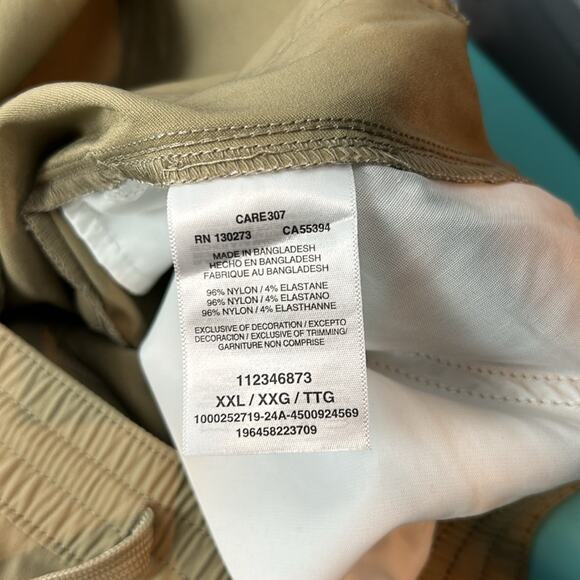 CARE307
RN 130273 CA55394
MADE IN BANGLADESH
HECHO EN BANGLADESH
FABRIQUE AU BANGLADESH
96% NYLON / 4% ELASTANE
96% NYLON / 4% ELASTANO
96% NYLON / 4% ELASTHANNE
EXCLUSIVE OF DECORATION / EXCEPTO
DECORACION / EXCLUSIVE OF TRIMMING/
GARNITURE NON COMPRISE
112346873
XXL / XXG / TTG
1000252719-24A-4500924569
196458223709